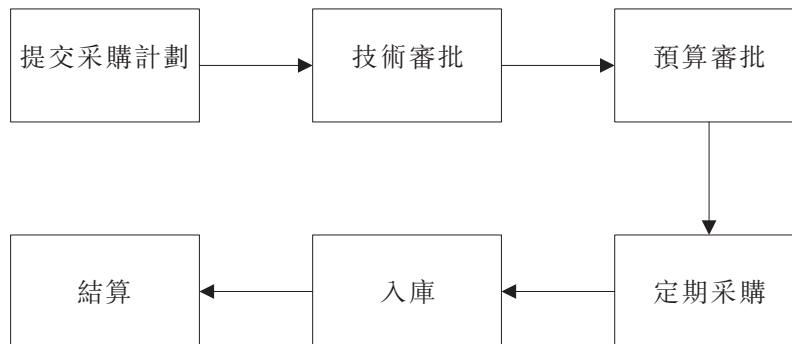 提交采購計劃
技術審批
預算審批
定期采購
入庫
結算